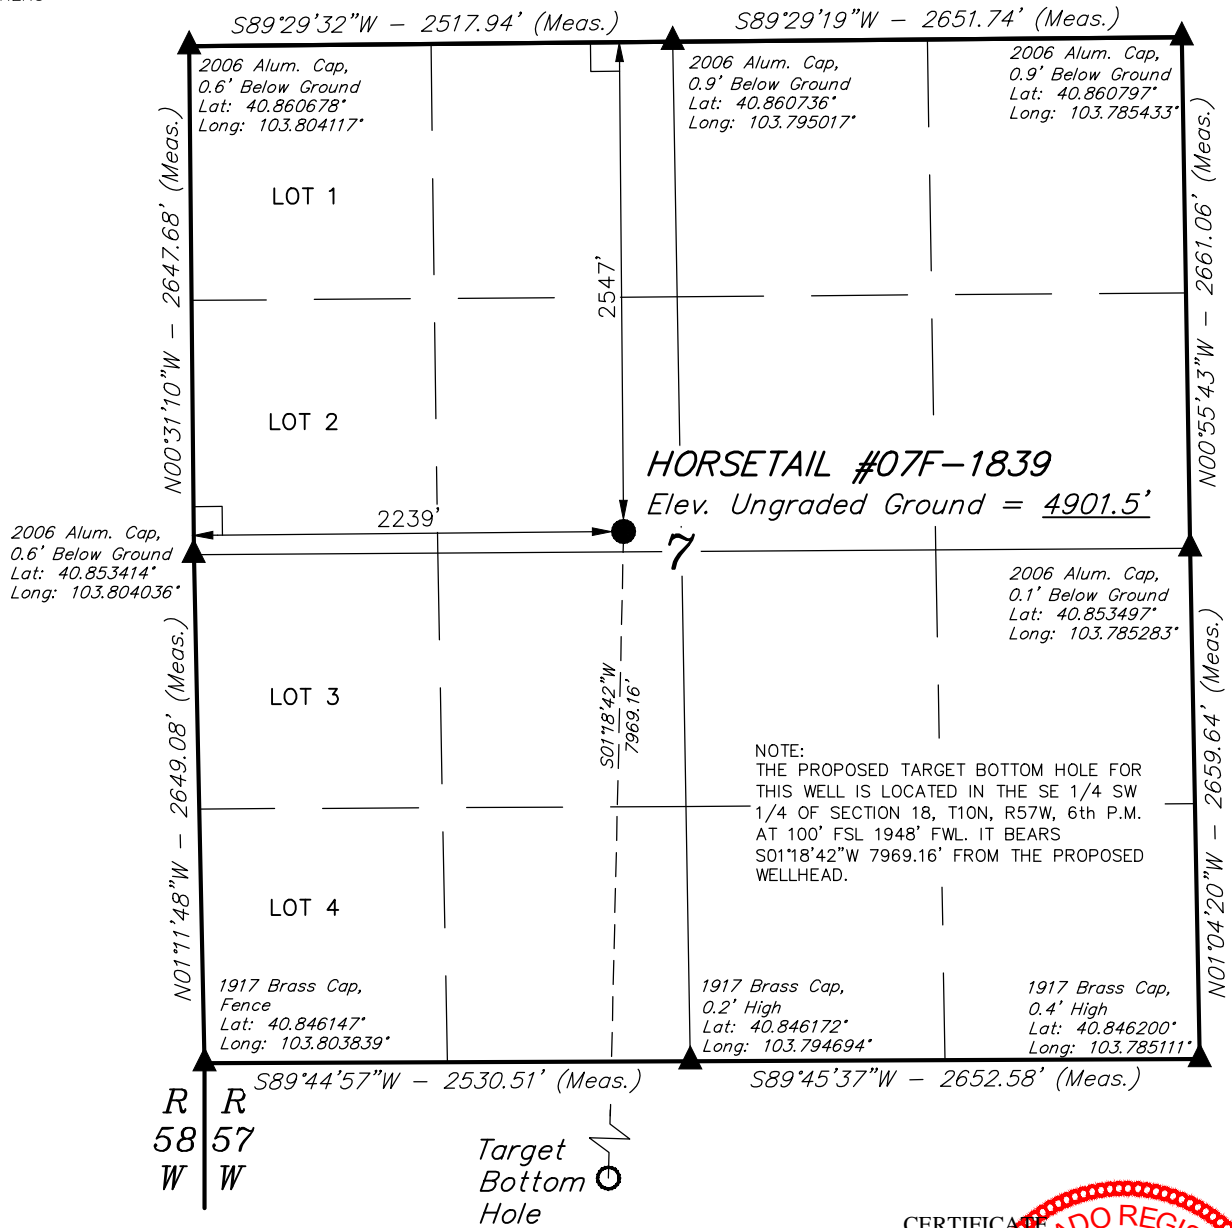 S89°29'32"W - 2517.94' (Meas.)
S89°29'19"W - 2651.74' (Meas.)
2006 Alum. Cap,
0.6' Below Ground
Lat: 40.860678°
Long: 103.804117°
2006 Alum. Cap,
0.9' Below Ground
Lat: 40.860736°
Long: 103.795017°
2006 Alum. Cap,
0.9' Below Ground
Lat: 40.860797°
Long: 103.785433°
N00°31'10"W - 2647.68' (Meas.)
N00°55'43"W - 2661.06' (Meas.)
LOT 1
2547'
LOT 2
HORSETAIL #07F-1839
Elev. Ungraded Ground = 4901.5'
2239'
7
2006 Alum. Cap,
0.6' Below Ground
Lat: 40.853414°
Long: 103.804036°
2006 Alum. Cap,
0.1' Below Ground
Lat: 40.853497°
Long: 103.785283°
N01°11'48"W - 2649.08' (Meas.)
N01°04'20"W - 2659.64' (Meas.)
LOT 3
S01°18'42"W
7969.16'
NOTE:
THE PROPOSED TARGET BOTTOM HOLE FOR
THIS WELL IS LOCATED IN THE SE 1/4 SW
1/4 OF SECTION 18, T10N, R57W, 6th P.M.
AT 100' FSL 1948' FWL. IT BEARS
S01°18'42"W 7969.16' FROM THE PROPOSED
WELLHEAD.
LOT 4
1917 Brass Cap,
Fence
Lat: 40.846147°
Long: 103.803839°
1917 Brass Cap,
0.2' High
Lat: 40.846172°
Long: 103.794694°
1917 Brass Cap,
0.4' High
Lat: 40.846200°
Long: 103.785111°
S89°44'57"W - 2530.51' (Meas.)
S89°45'37"W - 2652.58' (Meas.)
R R
58 57
W W
Target
Bottom
Hole
CERTIFICATE